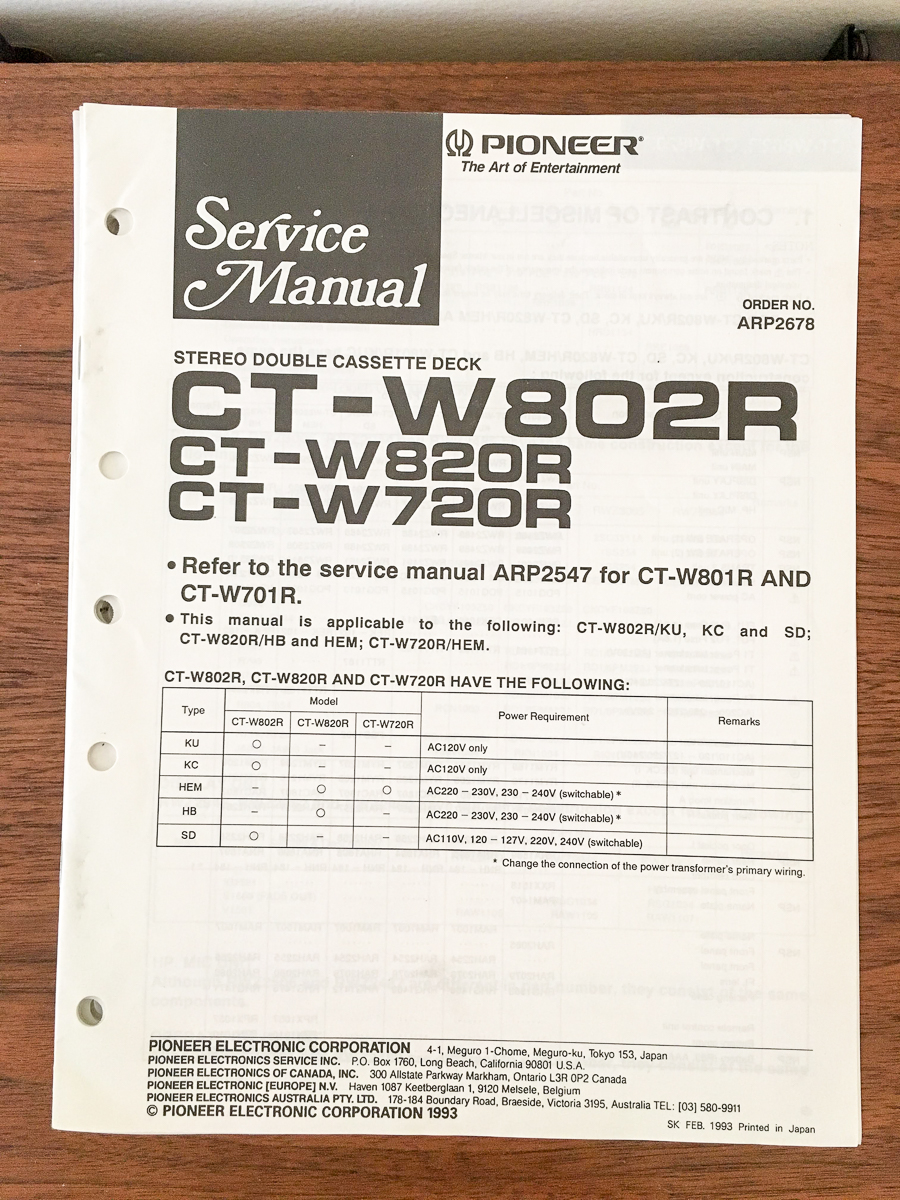 PIONEER®
The Art of Entertainment
Service
Manual
ORDER NO.
ARP2678
STEREO DOUBLE CASSETTE DECK
CT-W802R
CT-W820R
CT-W720R
• Refer to the service manual ARP2547 for CT-W801R AND
CT-W701R.
• This manual is applicable to the following: CT-W802R/KU, KC and SD;
CT-W820R/HB and HEM; CT-W720R/HEM.
CT-W802R, CT-W820R AND CT-W720R HAVE THE FOLLOWING:
Type Model Power Requirement Remarks
CT-W802R CT-W820R CT-W720R
KU ○ – – AC120V only
KC ○ – – AC120V only
HEM – ○ ○ AC220 – 230V, 230 – 240V (switchable) *
HB – ○ – AC220 – 230V, 230 – 240V (switchable) *
SD ○ – – AC110V, 120 – 127V, 220V, 240V (switchable)
* Change the connection of the power transformer's primary wiring.
PIONEER ELECTRONIC CORPORATION 4-1, Meguro 1-Chome, Meguro-ku, Tokyo 153, Japan
PIONEER ELECTRONICS SERVICE INC. P.O. Box 1760, Long Beach, California 90801 U.S.A.
PIONEER ELECTRONICS OF CANADA, INC. 300 Allstate Parkway Markham, Ontario L3R 0P2 Canada
PIONEER ELECTRONIC [EUROPE] N.V. Haven 1087 Keetberglaan 1, 9120 Melsele, Belgium
PIONEER ELECTRONICS AUSTRALIA PTY. LTD. 178-184 Boundary Road, Braeside, Victoria 3195, Australia TEL: [03] 580-9911
© PIONEER ELECTRONIC CORPORATION 1993
SK FEB. 1993 Printed in Japan